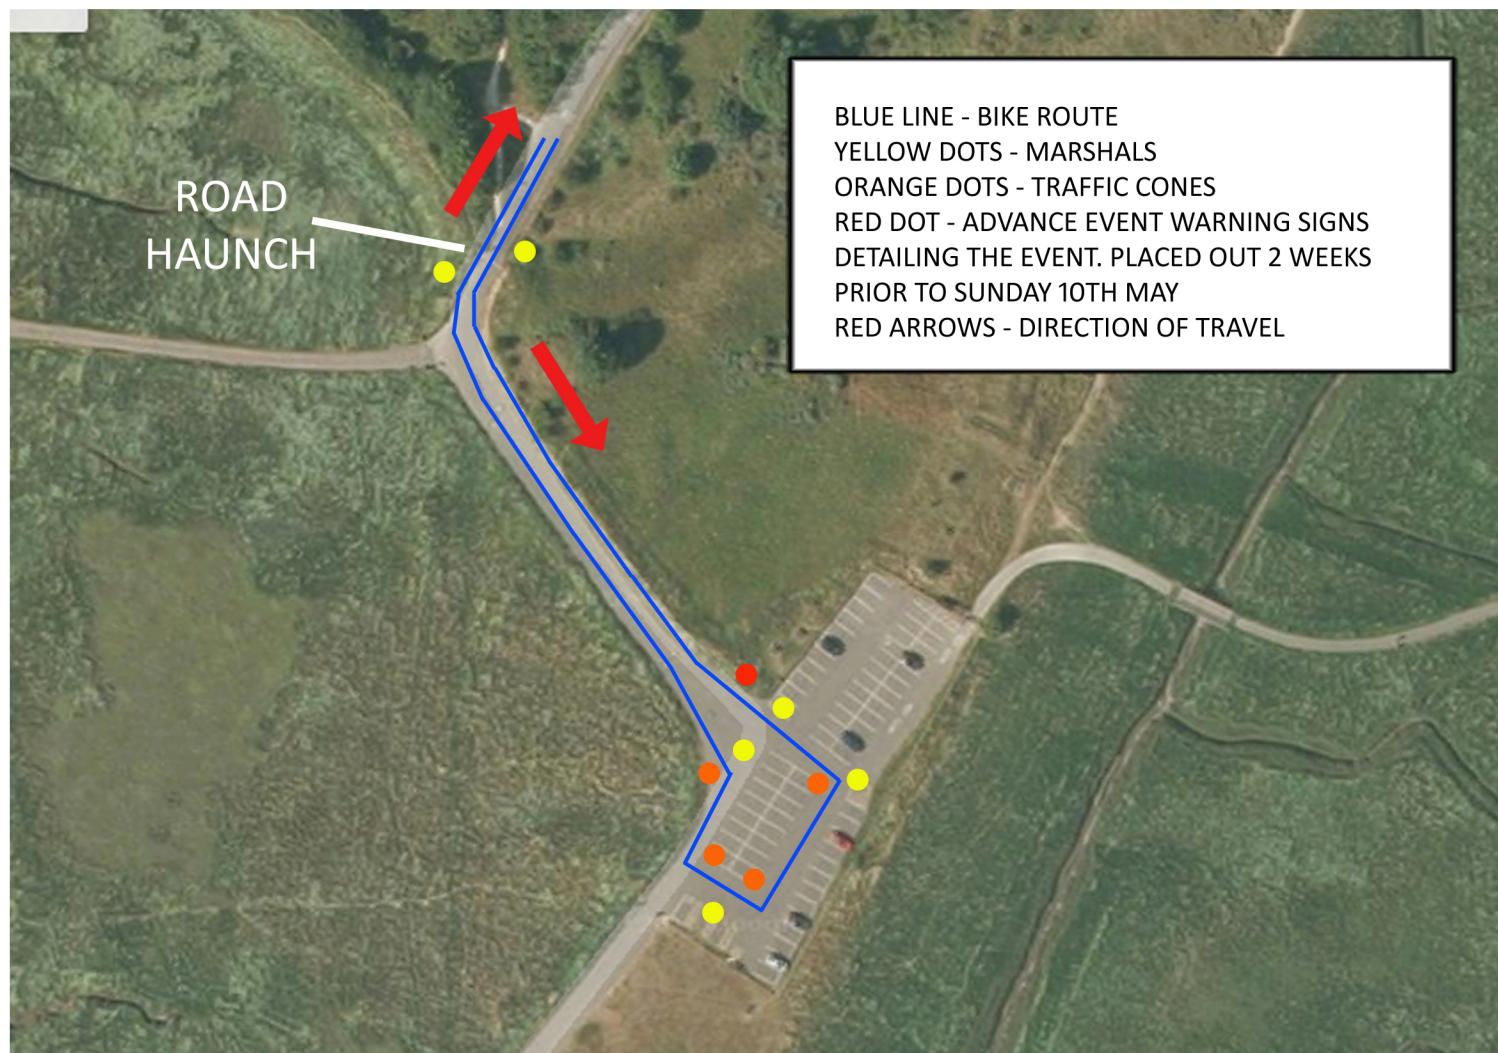 ROAD
HAUNCH
BLUE LINE - BIKE ROUTE
YELLOW DOTS - MARSHALS
ORANGE DOTS - TRAFFIC CONES
RED DOT - ADVANCE EVENT WARNING SIGNS
DETAILING THE EVENT. PLACED OUT 2 WEEKS
PRIOR TO SUNDAY 10TH MAY
RED ARROWS - DIRECTION OF TRAVEL